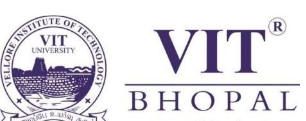 VELLORE INSTITUTE OF TECHNOLOGY
VIT
UNIVERSITY
VIT®
BHOPAL